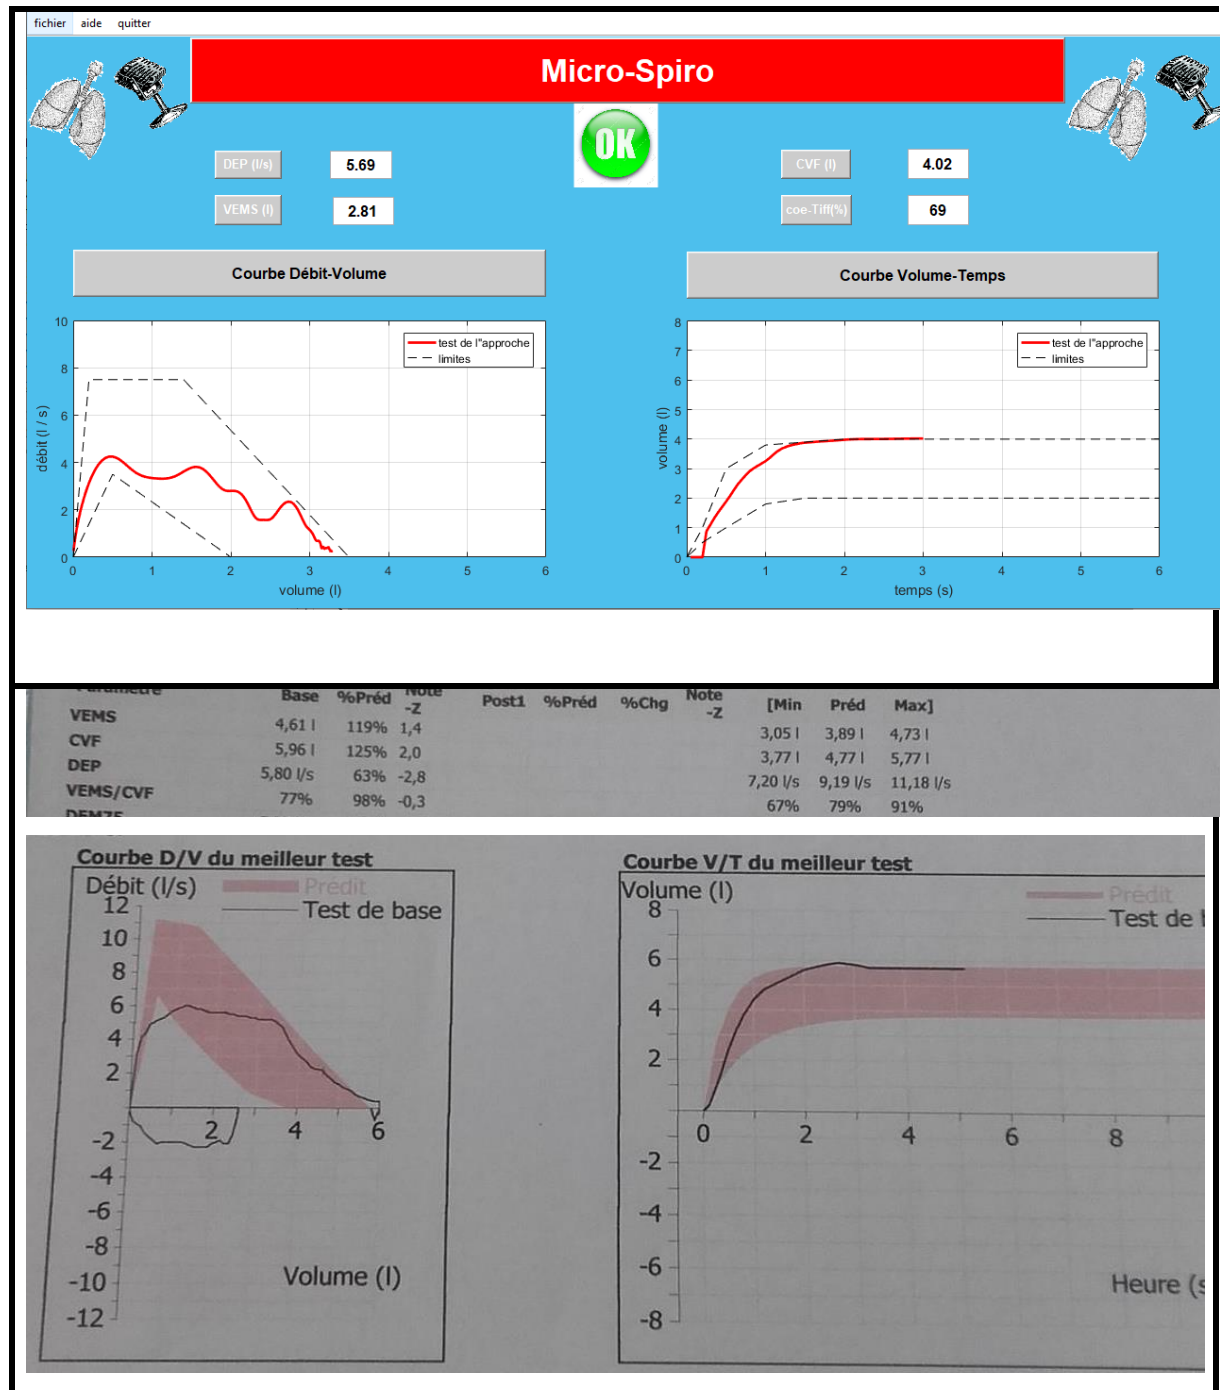 fichier aide quitter
Micro-Spiro
OK
DEP (l/s) 5.69 CVF (l) 4.02
VEMS (l) 2.81 coe-Tiff(%) 69
Courbe Débit-Volume Courbe Volume-Temps
test de l"approche
limites
débit (l / s)
10
8
6
4
2
0
0 1 2 3 4 5 6
volume (l)
test de l"approche
limites
volume (l)
8
7
6
5
4
3
2
1
0
0 1 2 3 4 5 6
temps (s)
Paramètre Base %Préd Note -Z Post1 %Préd %Chg Note -Z [Min Préd Max]
VEMS 4,61 l 119% 1,4 3,05 l 3,89 l 4,73 l
CVF 5,96 l 125% 2,0 3,77 l 4,77 l 5,77 l
DEP 5,80 l/s 63% -2,8 7,20 l/s 9,19 l/s 11,18 l/s
VEMS/CVF 77% 98% -0,3 67% 79% 91%
Courbe D/V du meilleur test
Débit (l/s) Prédit
Test de base
12
10
8
6
4
2
2 4 6
-2
-4
-6
-8
-10
-12
Volume (l)
Courbe V/T du meilleur test
Volume (l) Prédit
Test de
8
6
4
2
0 2 4 6 8
-2
-4
-6
-8
Heure (s